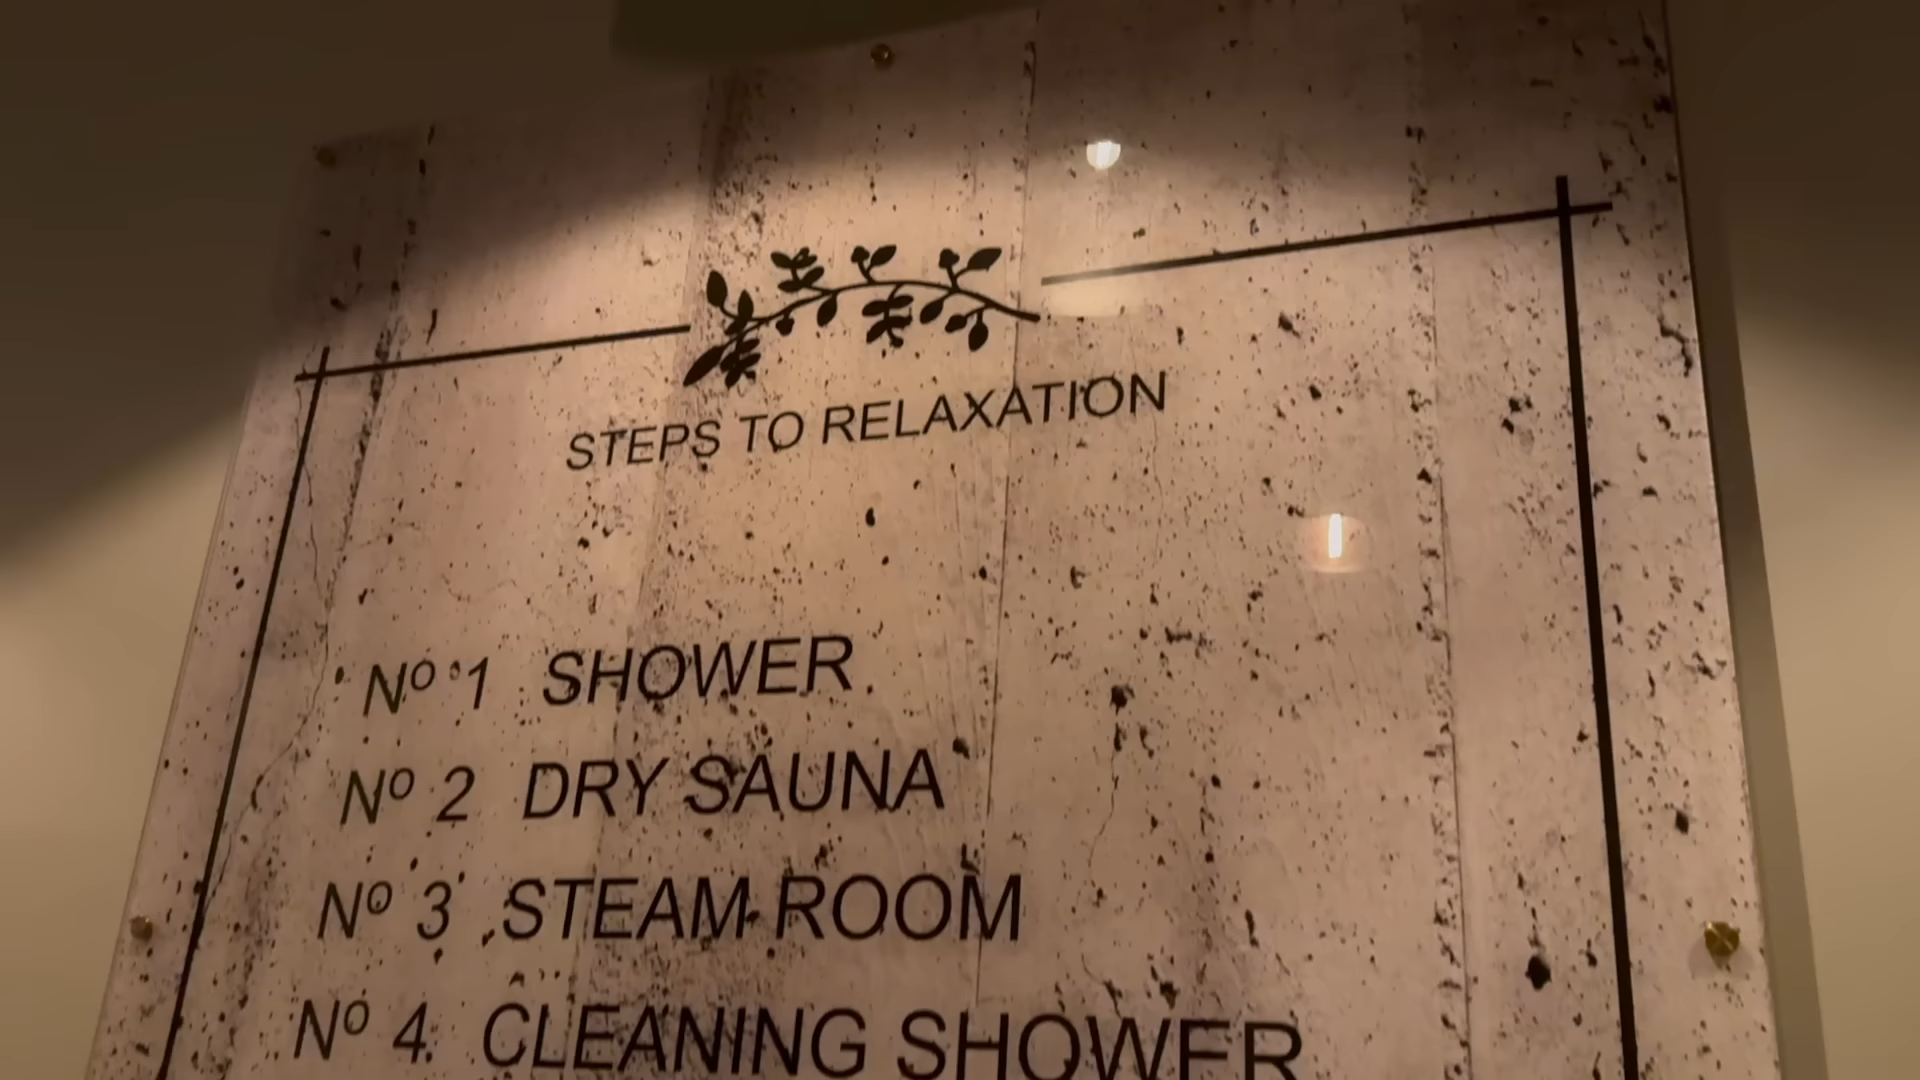 STEPS TO RELAXATION
Nº 1 SHOWER
Nº 2 DRY SAUNA
Nº 3 STEAM ROOM
Nº 4 CLEANING SHOWER